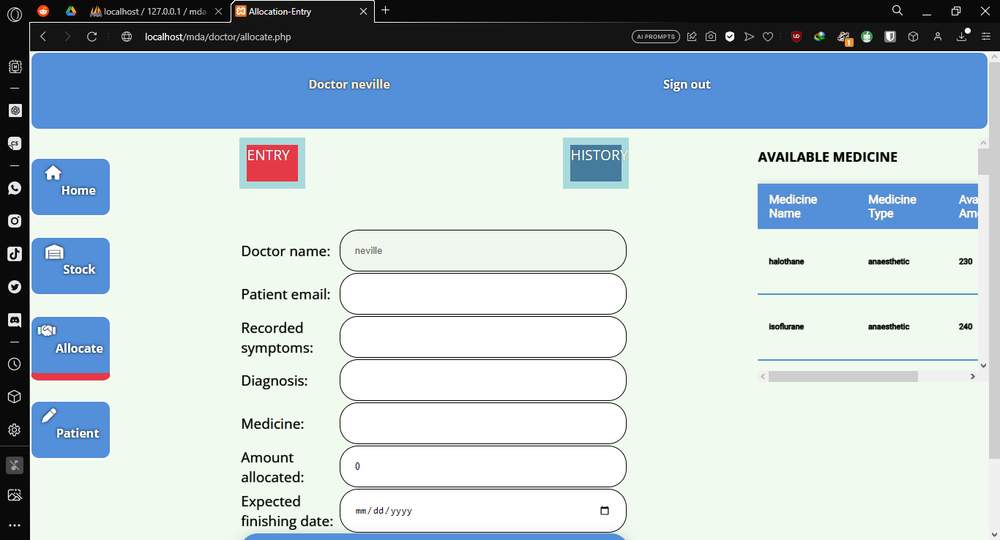 localhost / 127.0.0.1 / mda
Allocation-Entry
localhost/mda/doctor/allocate.php
AI PROMPTS
1
Doctor neville
Sign out
Home
Stock
Allocate
Patient
ENTRY
HISTORY
Doctor name:
neville
Patient email:
Recorded
symptoms:
Diagnosis:
Medicine:
Amount
allocated:
0
Expected
finishing date:
mm/dd/yyyy
AVAILABLE MEDICINE
Medicine
Name
Medicine
Type
Ava
Am
halothane
anaesthetic
230
isoflurane
anaesthetic
240